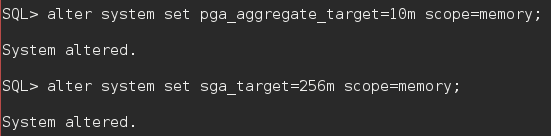 SQL> alter system set pga_aggregate_target=10m scope=memory;
System altered.
SQL> alter system set sga_target=256m scope=memory;
System altered.